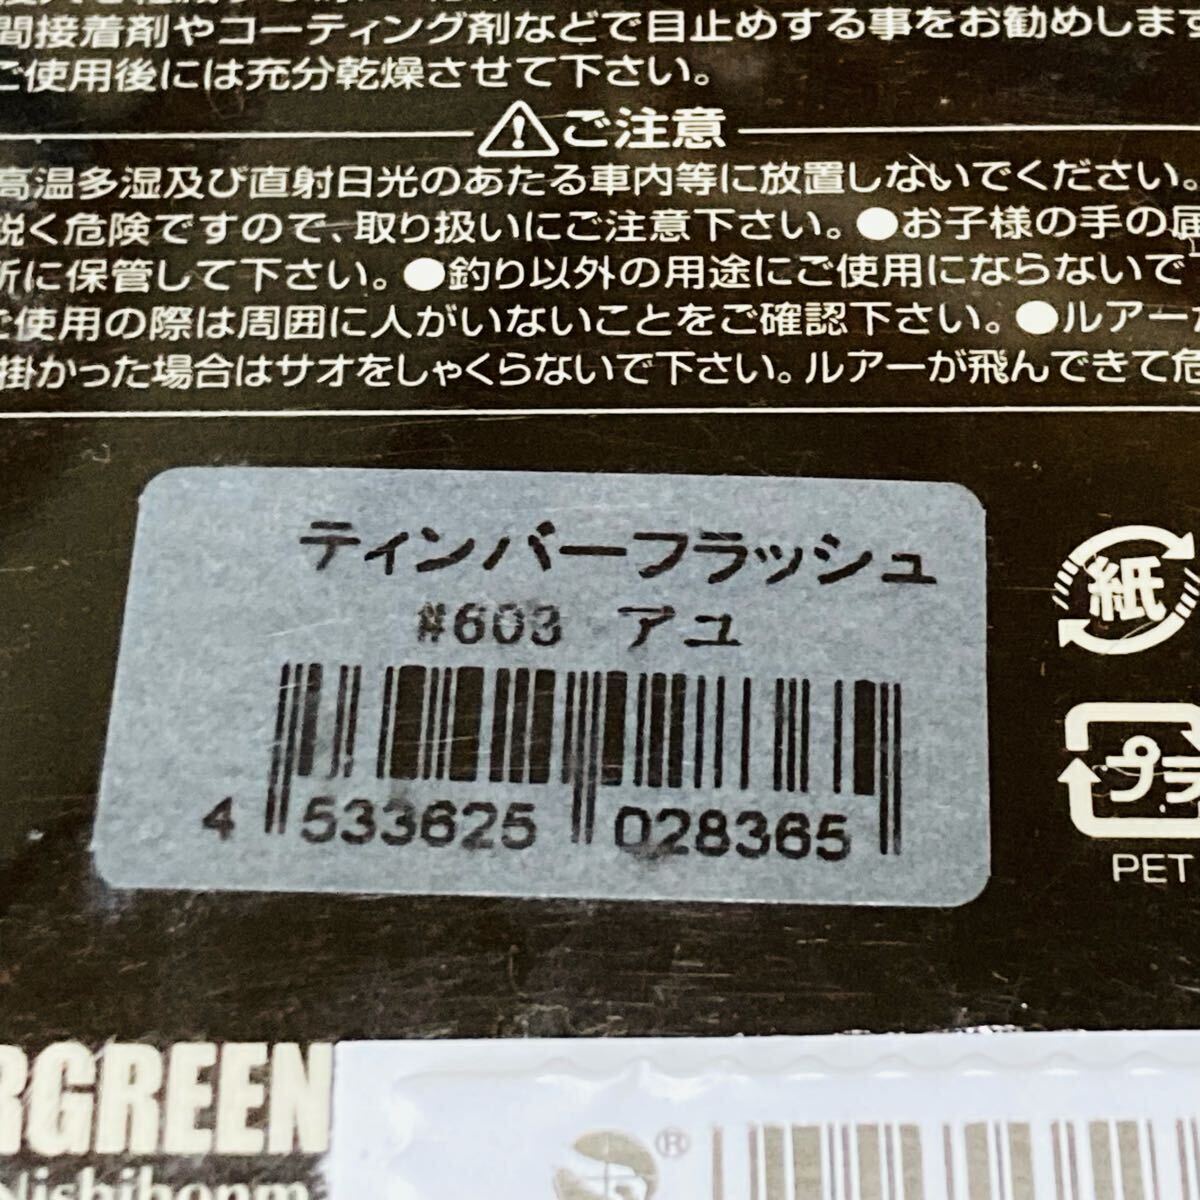 間接着剤やコーティング剤などで目止めする事をお勧めします
ご使用後には充分乾燥させて下さい。
ご注意
高温多湿及び直射日光のあたる車内等に放置しないでください。
鋭く危険ですので、取り扱いにご注意下さい。●お子様の手の届
所に保管して下さい。●釣り以外の用途にご使用にならないで
ご使用の際は周囲に人がいないことをご確認下さい。●ルアーが
掛かった場合はサオをしゃくらないで下さい。ルアーが飛んできて危
ティンバーフラッシュ
#603 アユ
4 533625 028365
紙
プラ
PET
RGREEN
Nishihonm
®